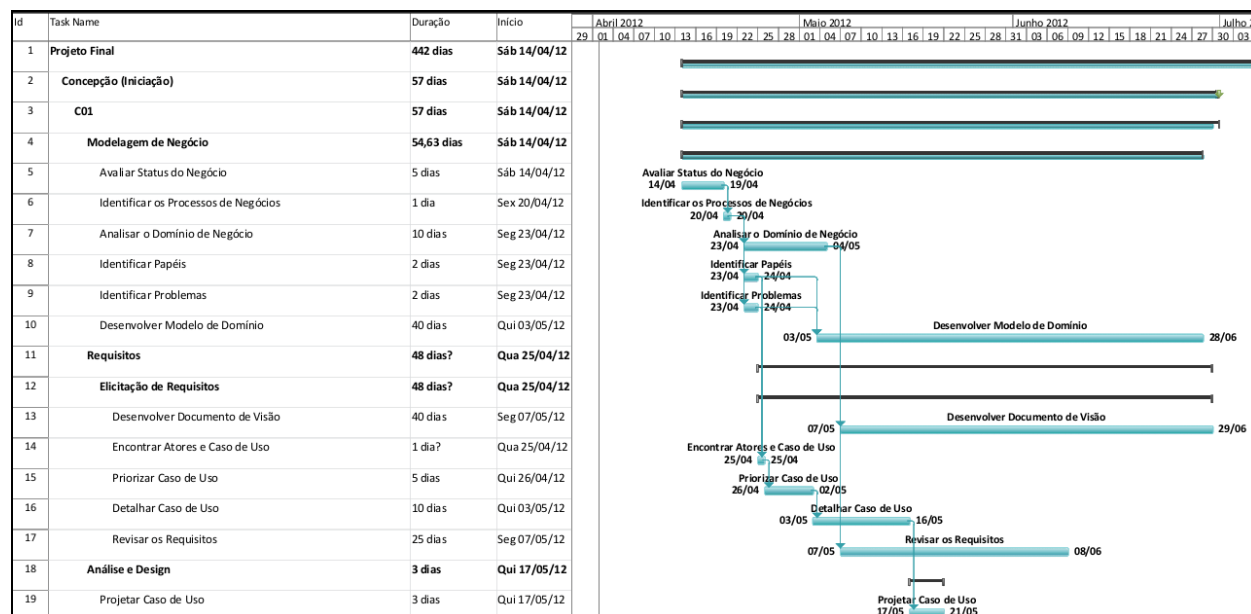 Id Task Name Duração Início Abril 2012 Maio 2012 Junho 2012 Julho
29 01 04 07 10 13 16 19 22 25 28 01 04 07 10 13 16 19 22 25 28 31 03 06 09 12 15 18 21 24 27 30 03
1 Projeto Final 442 dias Sáb 14/04/12
2 Concepção (Iniciação) 57 dias Sáb 14/04/12
3 C01 57 dias Sáb 14/04/12
4 Modelagem de Negócio 54,63 dias Sáb 14/04/12
5 Avaliar Status do Negócio 5 dias Sáb 14/04/12 Avaliar Status do Negócio 14/04 19/04
6 Identificar os Processos de Negócios 1 dia Sex 20/04/12 Identificar os Processos de Negócios 20/04 20/04
7 Analisar o Domínio de Negócio 10 dias Seg 23/04/12 Analisar o Domínio de Negócio 23/04 04/05
8 Identificar Papéis 2 dias Seg 23/04/12 Identificar Papéis 23/04 24/04
9 Identificar Problemas 2 dias Seg 23/04/12 Identificar Problemas 23/04 24/04
10 Desenvolver Modelo de Domínio 40 dias Qui 03/05/12 Desenvolver Modelo de Domínio 03/05 28/06
11 Requisitos 48 dias? Qua 25/04/12
12 Elicitação de Requisitos 48 dias? Qua 25/04/12
13 Desenvolver Documento de Visão 40 dias Seg 07/05/12 Desenvolver Documento de Visão 07/05 29/06
14 Encontrar Atores e Caso de Uso 1 dia? Qua 25/04/12 Encontrar Atores e Caso de Uso 25/04 25/04
15 Priorizar Caso de Uso 5 dias Qui 26/04/12 Priorizar Caso de Uso 26/04 02/05
16 Detalhar Caso de Uso 10 dias Qui 03/05/12 Detalhar Caso de Uso 03/05 16/05
17 Revisar os Requisitos 25 dias Seg 07/05/12 Revisar os Requisitos 07/05 08/06
18 Análise e Design 3 dias Qui 17/05/12
19 Projetar Caso de Uso 3 dias Qui 17/05/12 Projetar Caso de Uso 17/05 21/05